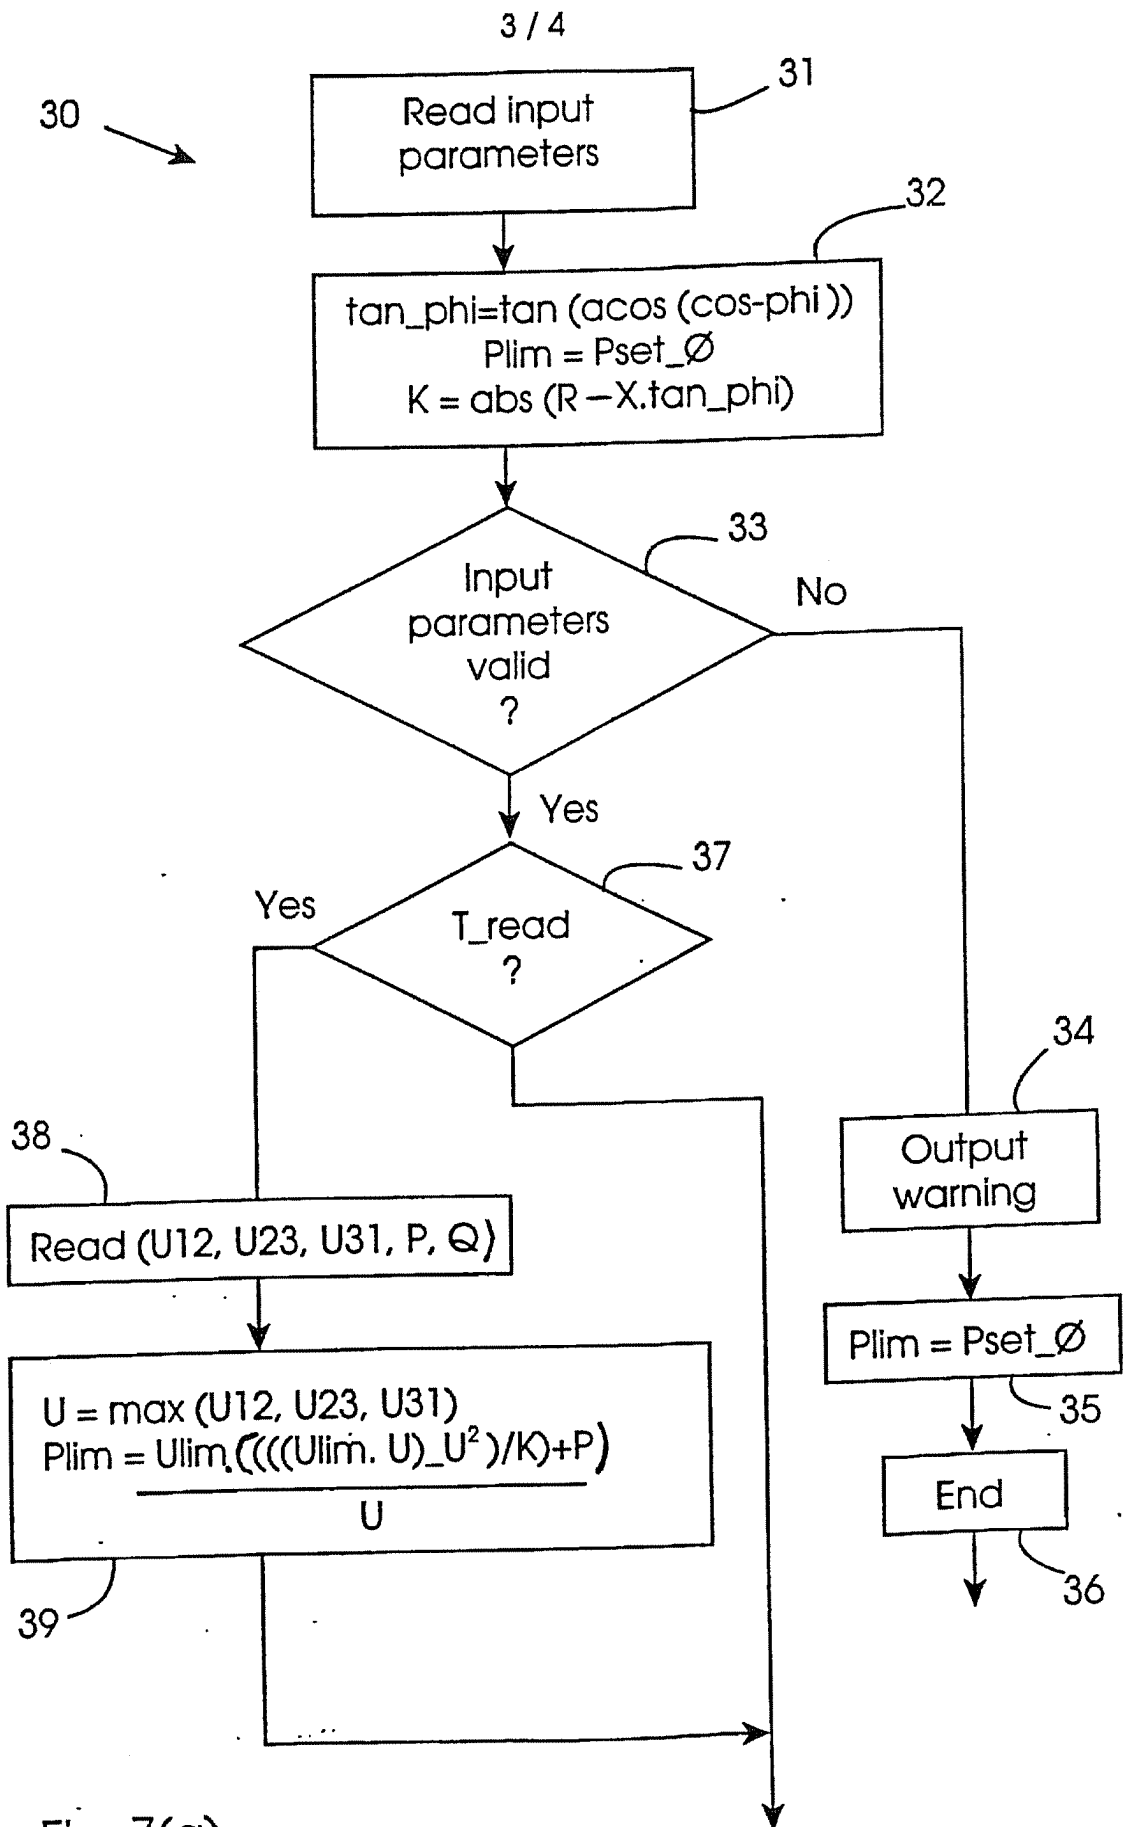 3 / 4
30
31
Read input
parameters
32
tan_phi=tan (acos (cos-phi))
Plim = Pset_Ø
K = abs (R – X.tan_phi)
33
Input
parameters
valid
?
No
Yes
37
T_read
?
Yes
34
Output
warning
38
Read (U12, U23, U31, P, Q)
Plim = Pset_Ø
35
U = max (U12, U23, U31)
Plim = Ulim.(((((Ulim. U)_U²)/K)+P)
U
39
End
36
7(a)